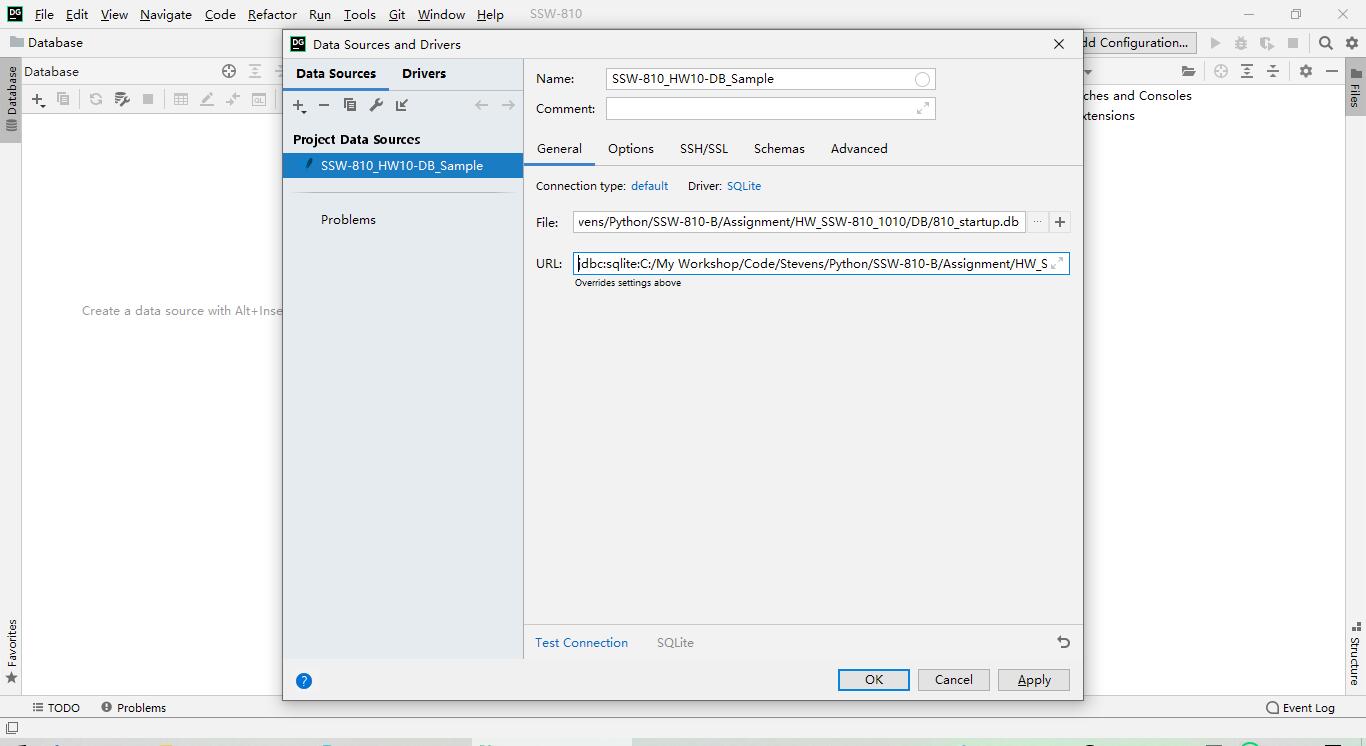 DG File Edit View Navigate Code Refactor Run Tools Git Window Help SSW-810
Database
dd Configuration...
DG Data Sources and Drivers
Database
Database
Data Sources Drivers
Name: SSW-810_HW10-DB_Sample
Comment:
QL
Files
ches and Consoles
xtensions
Project Data Sources
SSW-810_HW10-DB_Sample
Problems
General Options SSH/SSL Schemas Advanced
Connection type: default Driver: SQLite
File: vens/Python/SSW-810-B/Assignment/HW_SSW-810_1010/DB/810_startup.db ...
URL: jdbc:sqlite:C:/My Workshop/Code/Stevens/Python/SSW-810-B/Assignment/HW_S
Overrides settings above
Create a data source with Alt+Inse
Test Connection SQLite
? OK Cancel Apply
Favorites
Structure
TODO Problems Event Log